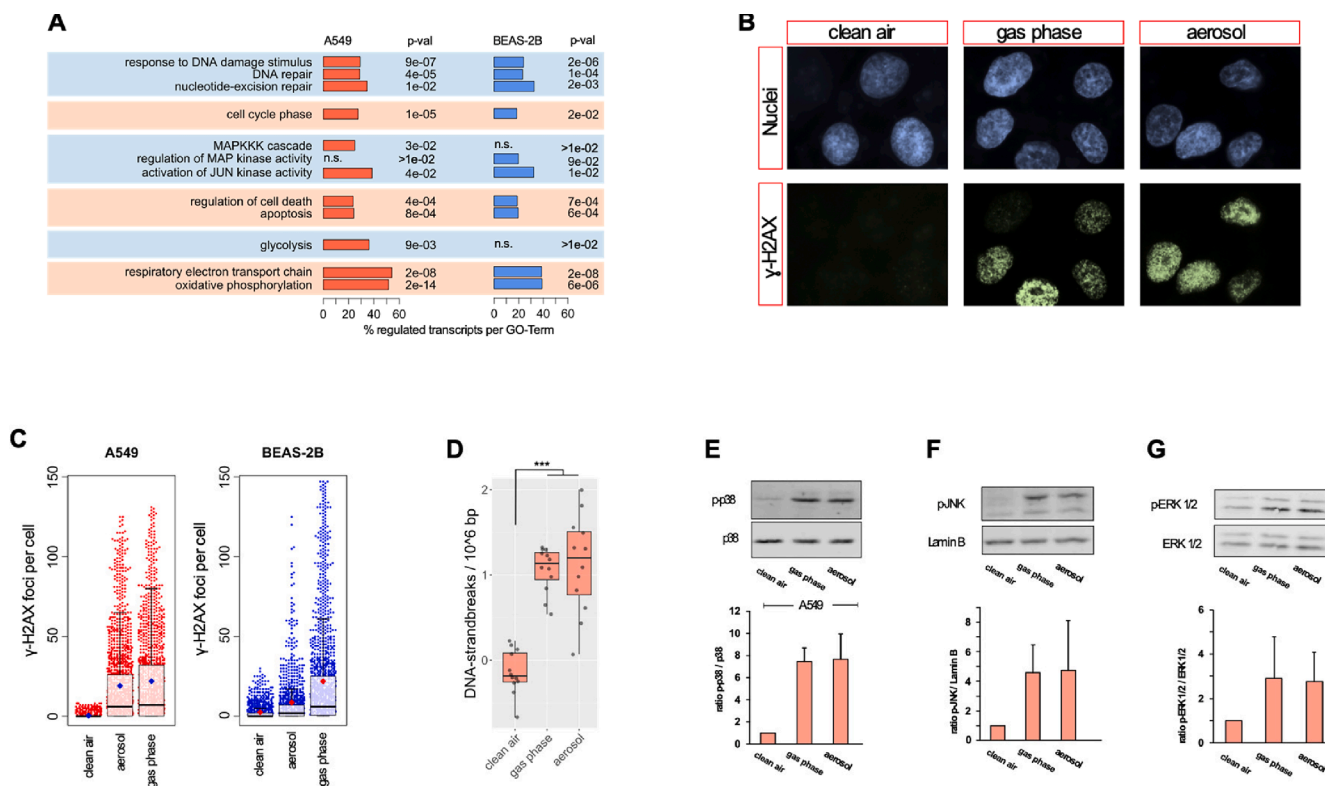 A
A549 p-val BEAS-2B p-val
response to DNA damage stimulus 9e-07 2e-06
DNA repair 4e-05 1e-04
nucleotide-excision repair 1e-02 2e-03
cell cycle phase 1e-05 2e-02
MAPKKK cascade 3e-02 n.s. >1e-02
regulation of MAP kinase activity n.s. >1e-02 9e-02
activation of JUN kinase activity 4e-02 1e-02
regulation of cell death 4e-04 7e-04
apoptosis 8e-04 6e-04
glycolysis 9e-03 n.s. >1e-02
respiratory electron transport chain 2e-08 2e-08
oxidative phosphorylation 2e-14 6e-06
0 20 40 60 0 20 40 60
% regulated transcripts per GO-Term
B
clean air gas phase aerosol
Nuclei
γ-H2AX
C
A549 BEAS-2B
γ-H2AX foci per cell
150
100
50
0
clean air aerosol gas phase
γ-H2AX foci per cell
150
100
50
0
clean air aerosol gas phase
D
***
DNA-strandbreaks / 10^6 bp
2
1
0
clean air gas phase aerosol
E
p-p38
p38
clean air gas phase aerosol
A549
ratio p-p38 / p38
12
10
8
6
4
2
0
clean air gas phase aerosol
F
pJNK
Lamin B
clean air gas phase aerosol
ratio pJNK/ Lamin B
8
6
4
2
0
clean air gas phase aerosol
G
pERK 1/2
ERK 1/2
clean air gas phase aerosol
ratio p-ERK1/2 / ERK1/2
6
5
4
3
2
1
0
clean air gas phase aerosol